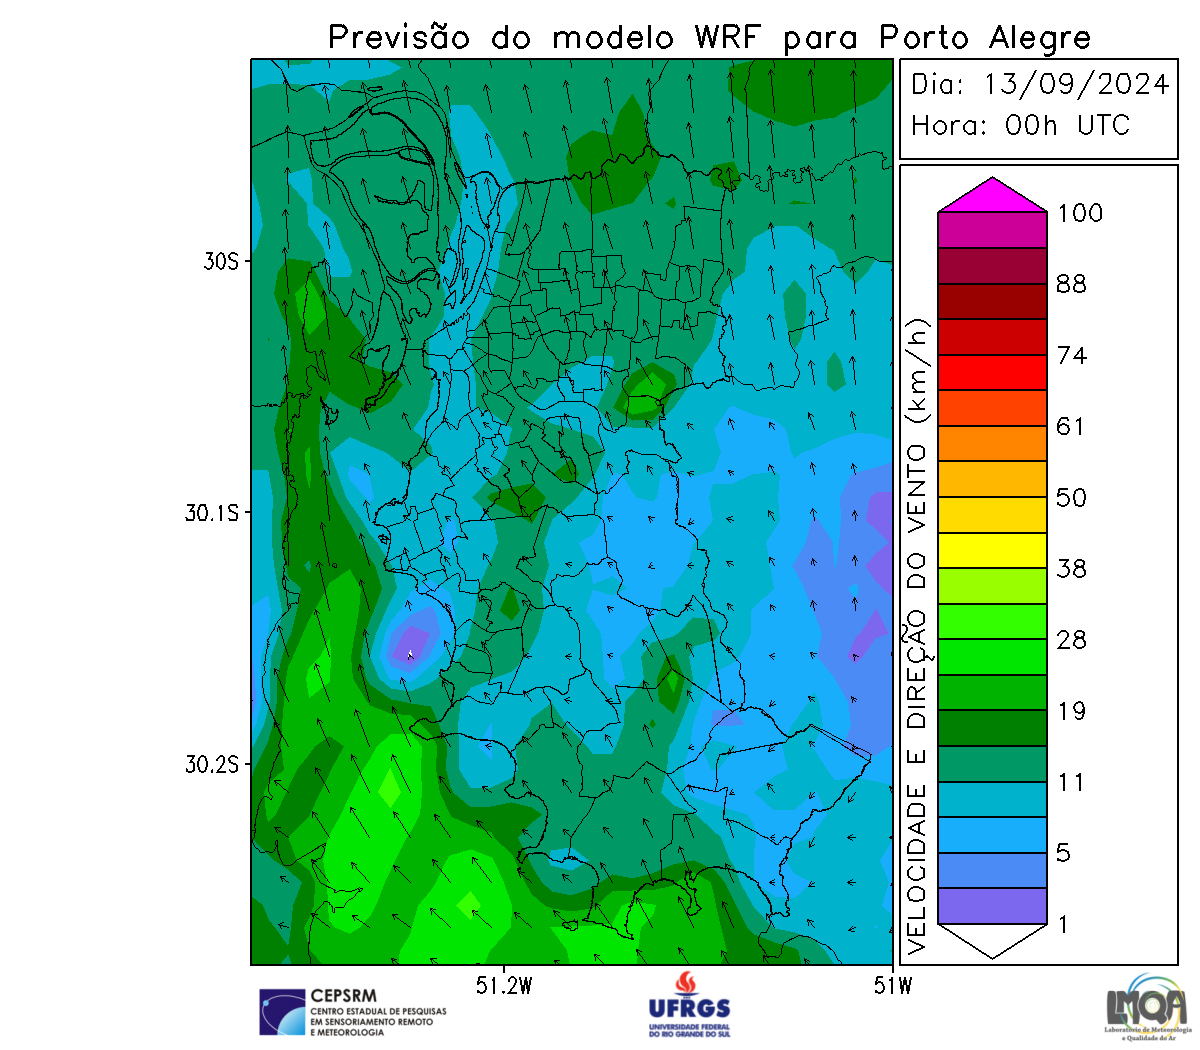 Previsão do modelo WRF para Porto Alegre
Dia: 13/09/2024
Hora: 00h UTC
30S
30.1S
30.2S
51.2W
51W
VELOCIDADE E DIREÇÃO DO VENTO (km/h)
100
88
74
61
50
38
28
19
11
5
1
CEPSRM
CENTRO ESTADUAL DE PESQUISAS
EM SENSORIAMENTO REMOTO
E METEOROLOGIA
UFRGS
UNIVERSIDADE FEDERAL
DO RIO GRANDE DO SUL
LMQA
Laboratório de Meteorologia
e Qualidade do Ar